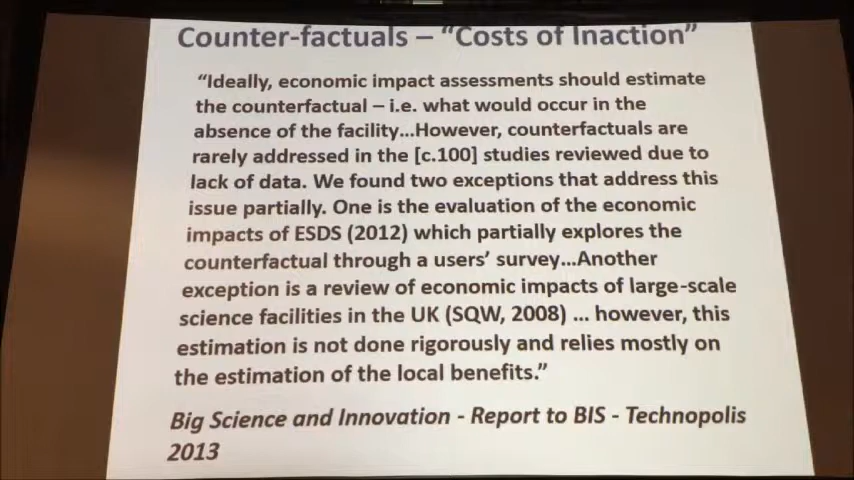 Counter-factuals – “Costs of Inaction”
“Ideally, economic impact assessments should estimate
the counterfactual – i.e. what would occur in the
absence of the facility...However, counterfactuals are
rarely addressed in the [c.100] studies reviewed due to
lack of data. We found two exceptions that address this
issue partially. One is the evaluation of the economic
impacts of ESDS (2012) which partially explores the
counterfactual through a users’ survey...Another
exception is a review of economic impacts of large-scale
science facilities in the UK (SQW, 2008) ... however, this
estimation is not done rigorously and relies mostly on
the estimation of the local benefits.”
Big Science and Innovation - Report to BIS - Technopolis
2013